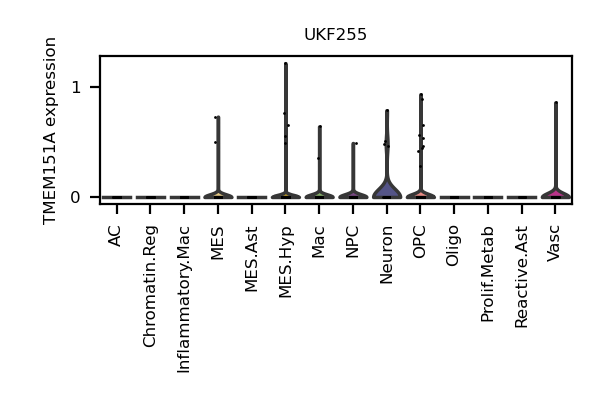 UKF255
TMEM151A expression
1
0
AC
Chromatin.Reg
Inflammatory.Mac
MES
MES.Ast
MES.Hyp
Mac
NPC
Neuron
OPC
Oligo
Prolif.Metab
Reactive.Ast
Vasc